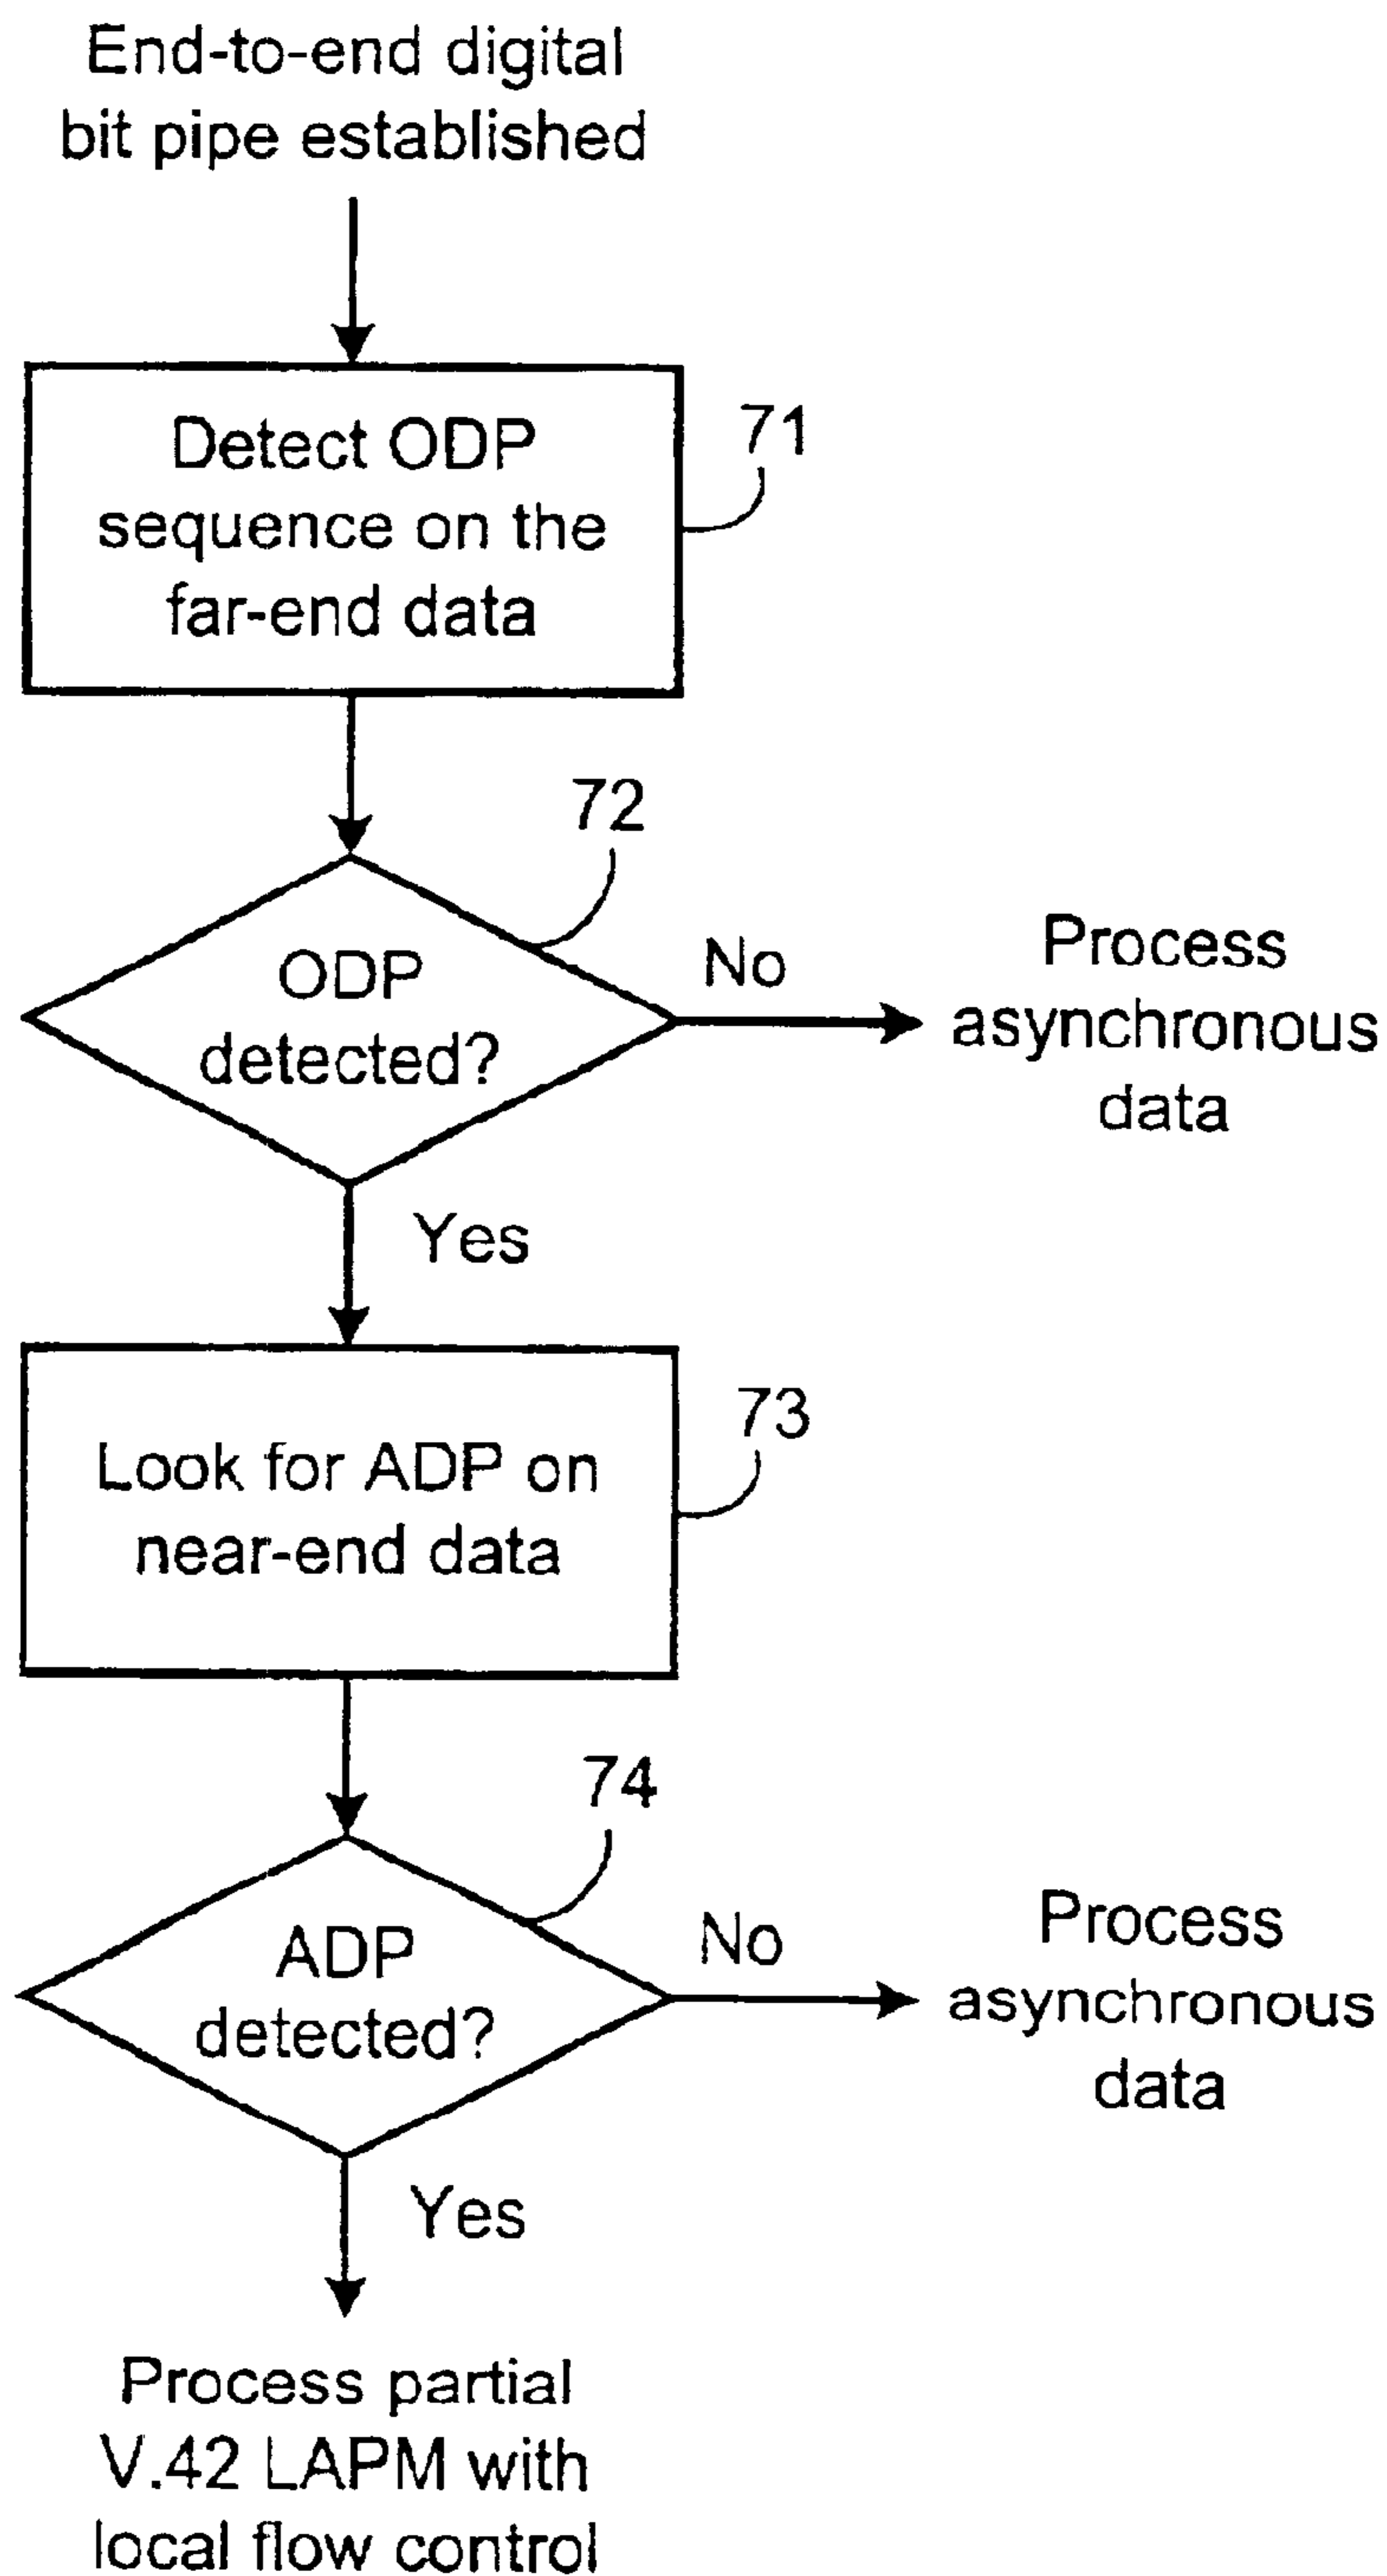 End-to-end digital
bit pipe established
Detect ODP
sequence on the
far-end data
71
72
ODP
detected?
No
Process
asynchronous
data
Yes
Look for ADP on
near-end data
73
74
ADP
detected?
No
Process
asynchronous
data
Yes
Process partial
V.42 LAPM with
local flow control